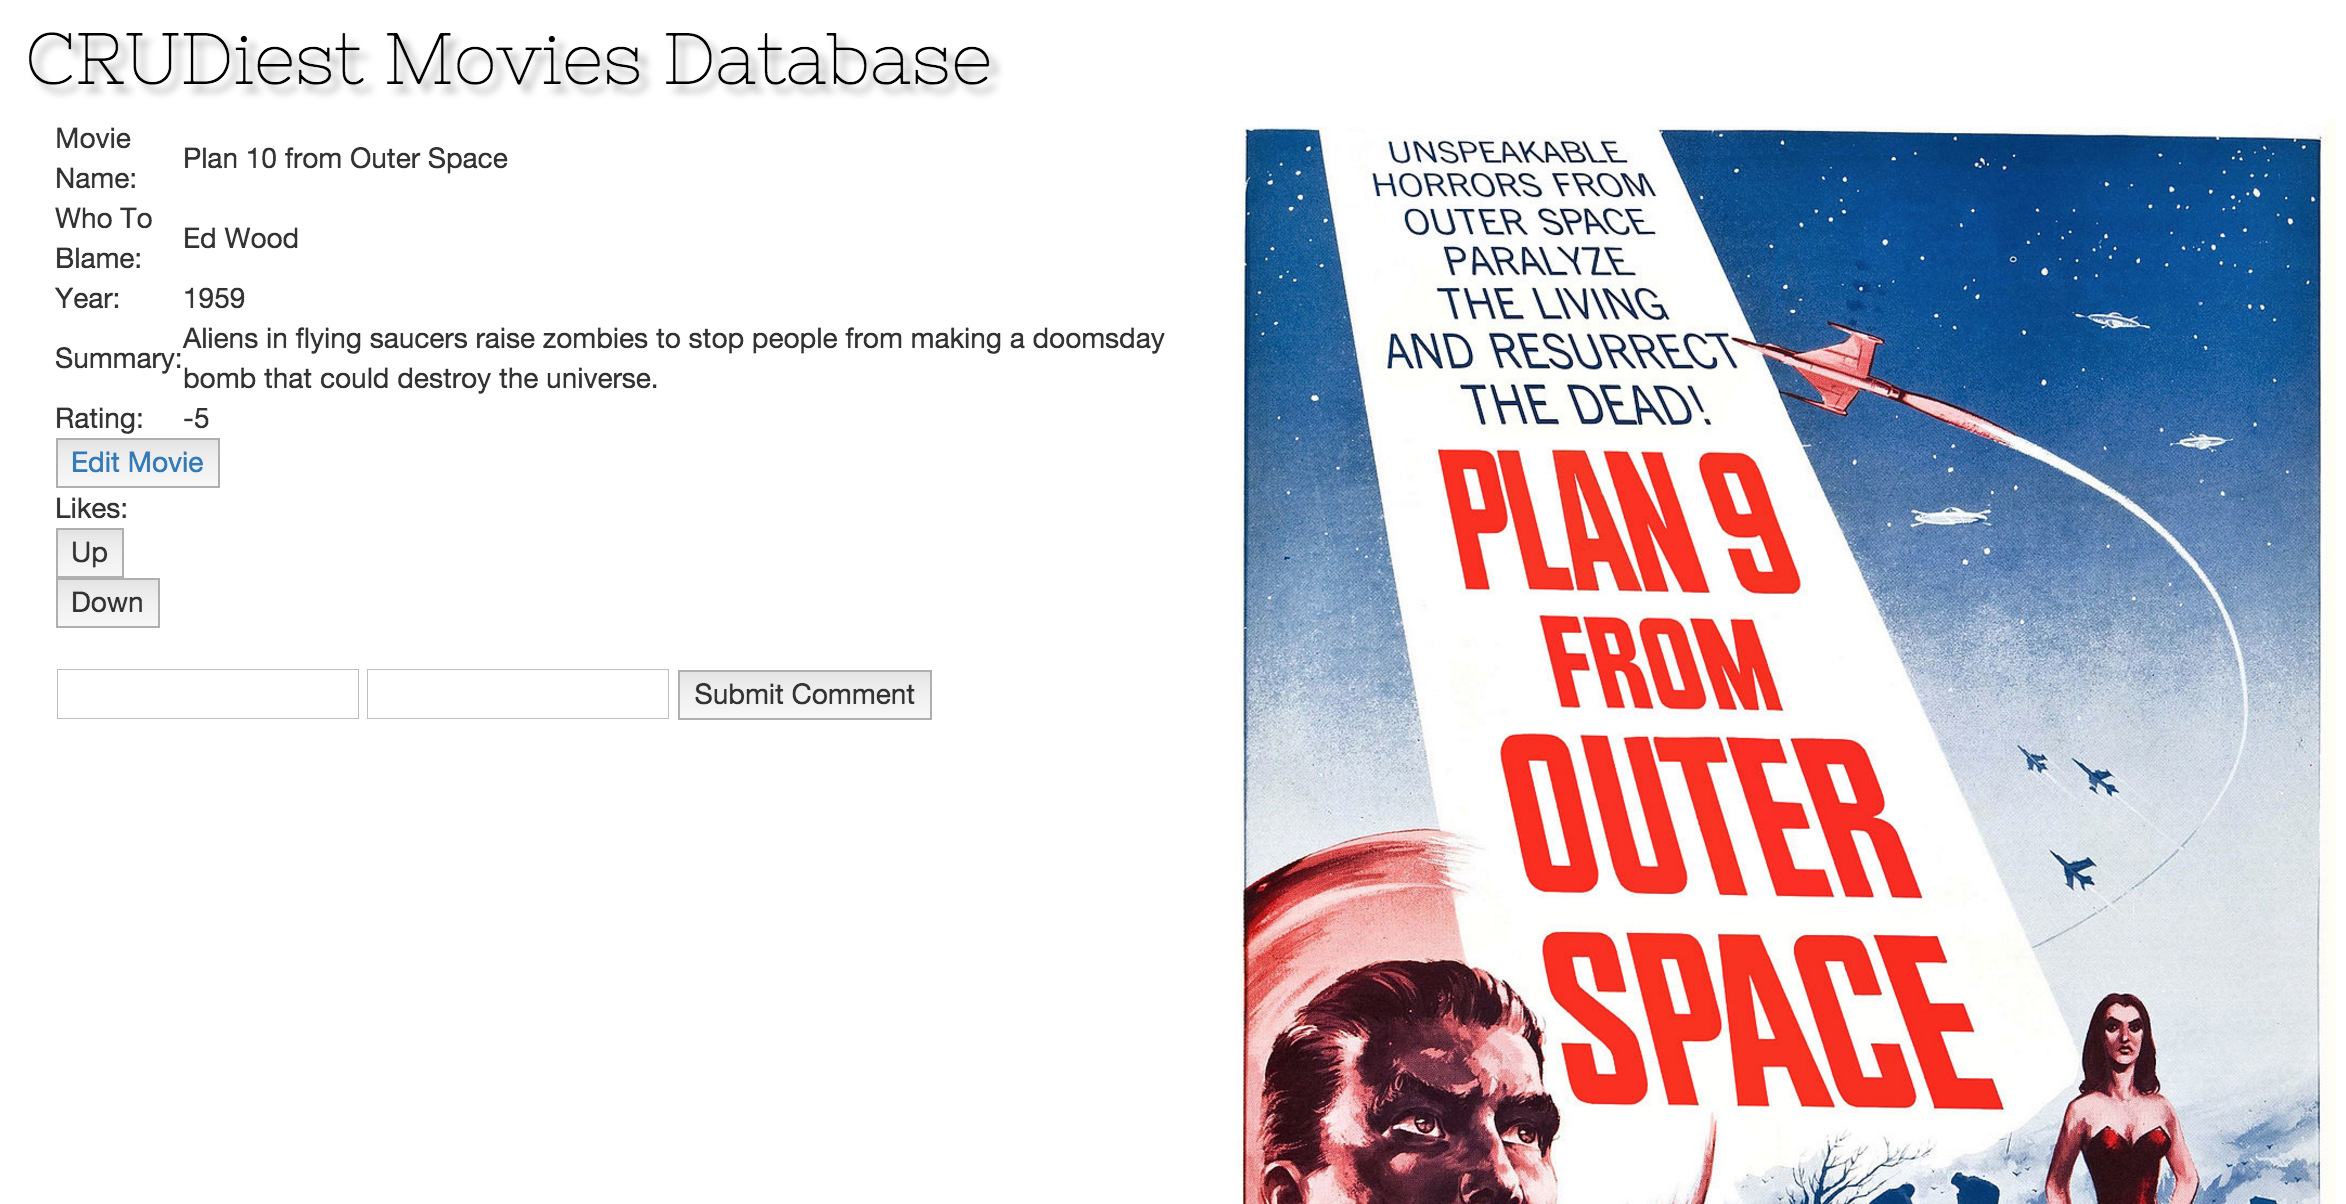 CRUDiest Movies Database
Movie
Name:
Plan 10 from Outer Space
Who To
Blame:
Ed Wood
Year:
1959
Summary:
Aliens in flying saucers raise zombies to stop people from making a doomsday
bomb that could destroy the universe.
Rating:
-5
Edit Movie
Likes:
Up
Down
Submit Comment
UNSPEAKABLE
HORRORS FROM
OUTER SPACE
PARALYZE
THE LIVING
AND RESURRECT
THE DEAD!
PLAN 9
FROM
OUTER
SPACE